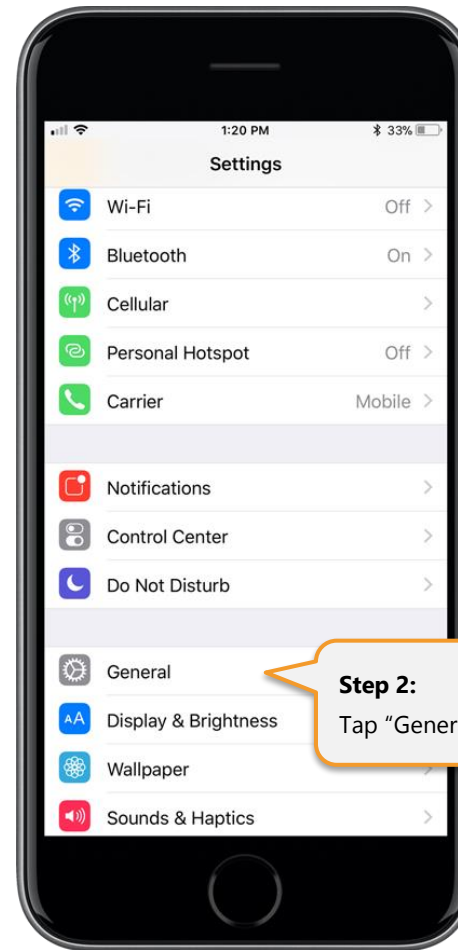 1:20 PM 33%
Settings
Wi-Fi Off
Bluetooth On
Cellular
Personal Hotspot Off
Carrier Mobile
Notifications
Control Center
Do Not Disturb
General
Step 2:
Tap “Gener
AA Display & Brightness
Wallpaper
Sounds & Haptics